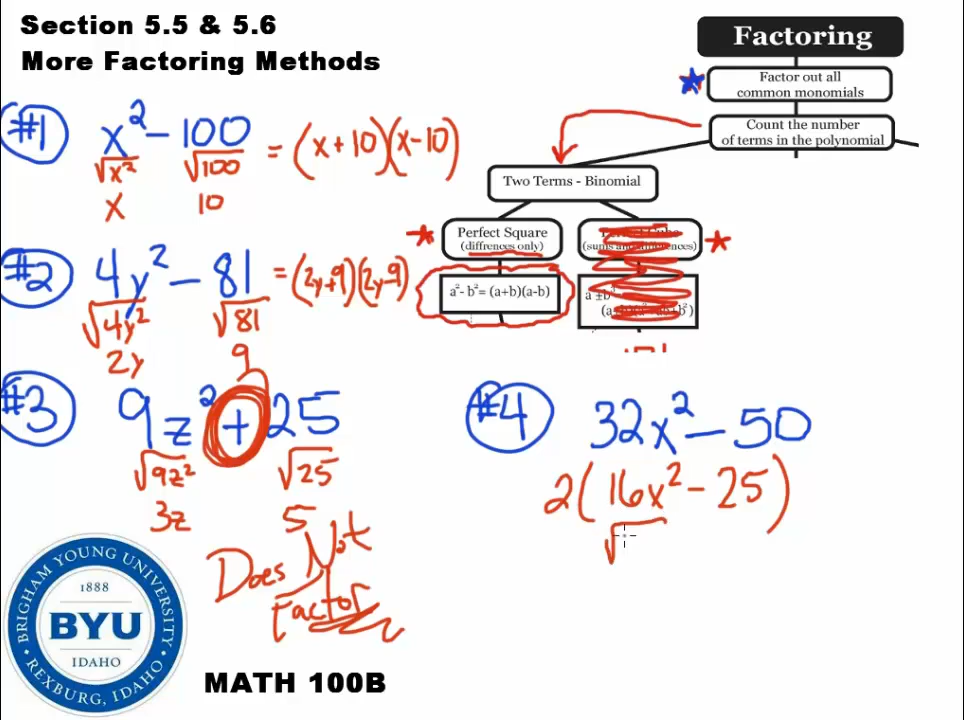 Section 5.5 & 5.6
More Factoring Methods
Factoring
Factor out all
common monomials
Count the number
of terms in the polynomial
Two Terms - Binomial
Perfect Square
(diffrences only)
(sums and differences)
a² - b² = (a+b)(a-b)
#1 x² - 100 = (x+10)(x-10)
√x² √100
x 10
#2 4y² - 81 = (2y+9)(2y-9)
√4y² √81
2y 9
#3 9z² + 25
√9z² √25
3z 5
Does Not
Factor
#4 32x² - 50
2(16x² - 25)
√
BRIGHAM YOUNG UNIVERSITY
1888
BYU
IDAHO
REXBURG, IDAHO
MATH 100B